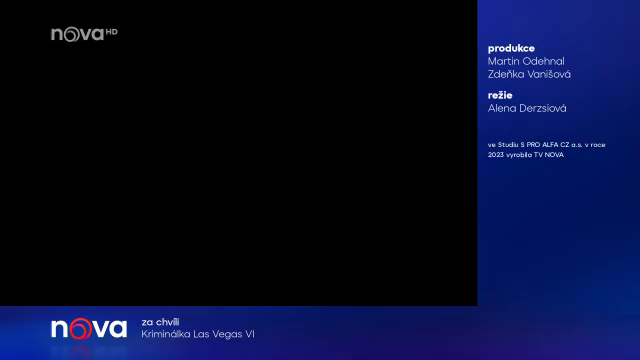 nova HD
produkce
Martin Odehnal
Zdeňka Vanišová
režie
Alena Derzsiová
ve Studiu S PRO ALFA CZ a.s. v roce
2023 vyrobila TV NOVA
nova
za chvíli
Kriminálka Las Vegas VI